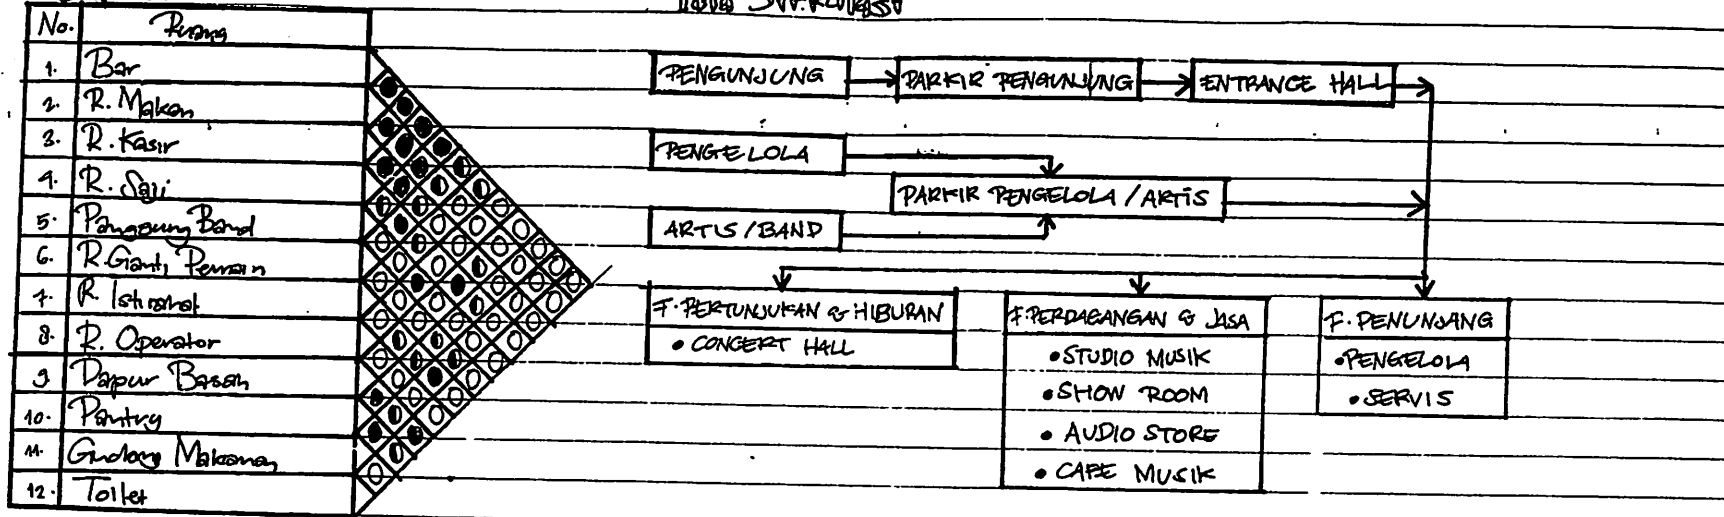 No. Ruang
1. Bar
2. R. Makan
3. R. Kasir
4. R. Saji
5. Panggung Band
6. R. Ganti Pemain
7. R. Istirahat
8. R. Operator
9. Dapur Basah
10. Pantry
11. Gudang Makanan
12. Toilet
PENGUNJUNG
PARKIR PENGUNJUNG
ENTRANCE HALL
PENGELOLA
PARKIR PENGELOLA / ARTIS
ARTIS / BAND
F. PERTUNJUKAN & HIBURAN
• CONCERT HALL
F. PERDAGANGAN & JASA
• STUDIO MUSIK
• SHOW ROOM
• AUDIO STORE
• CAFE MUSIK
F. PENUNJANG
• PENGELOLA
• SERVIS